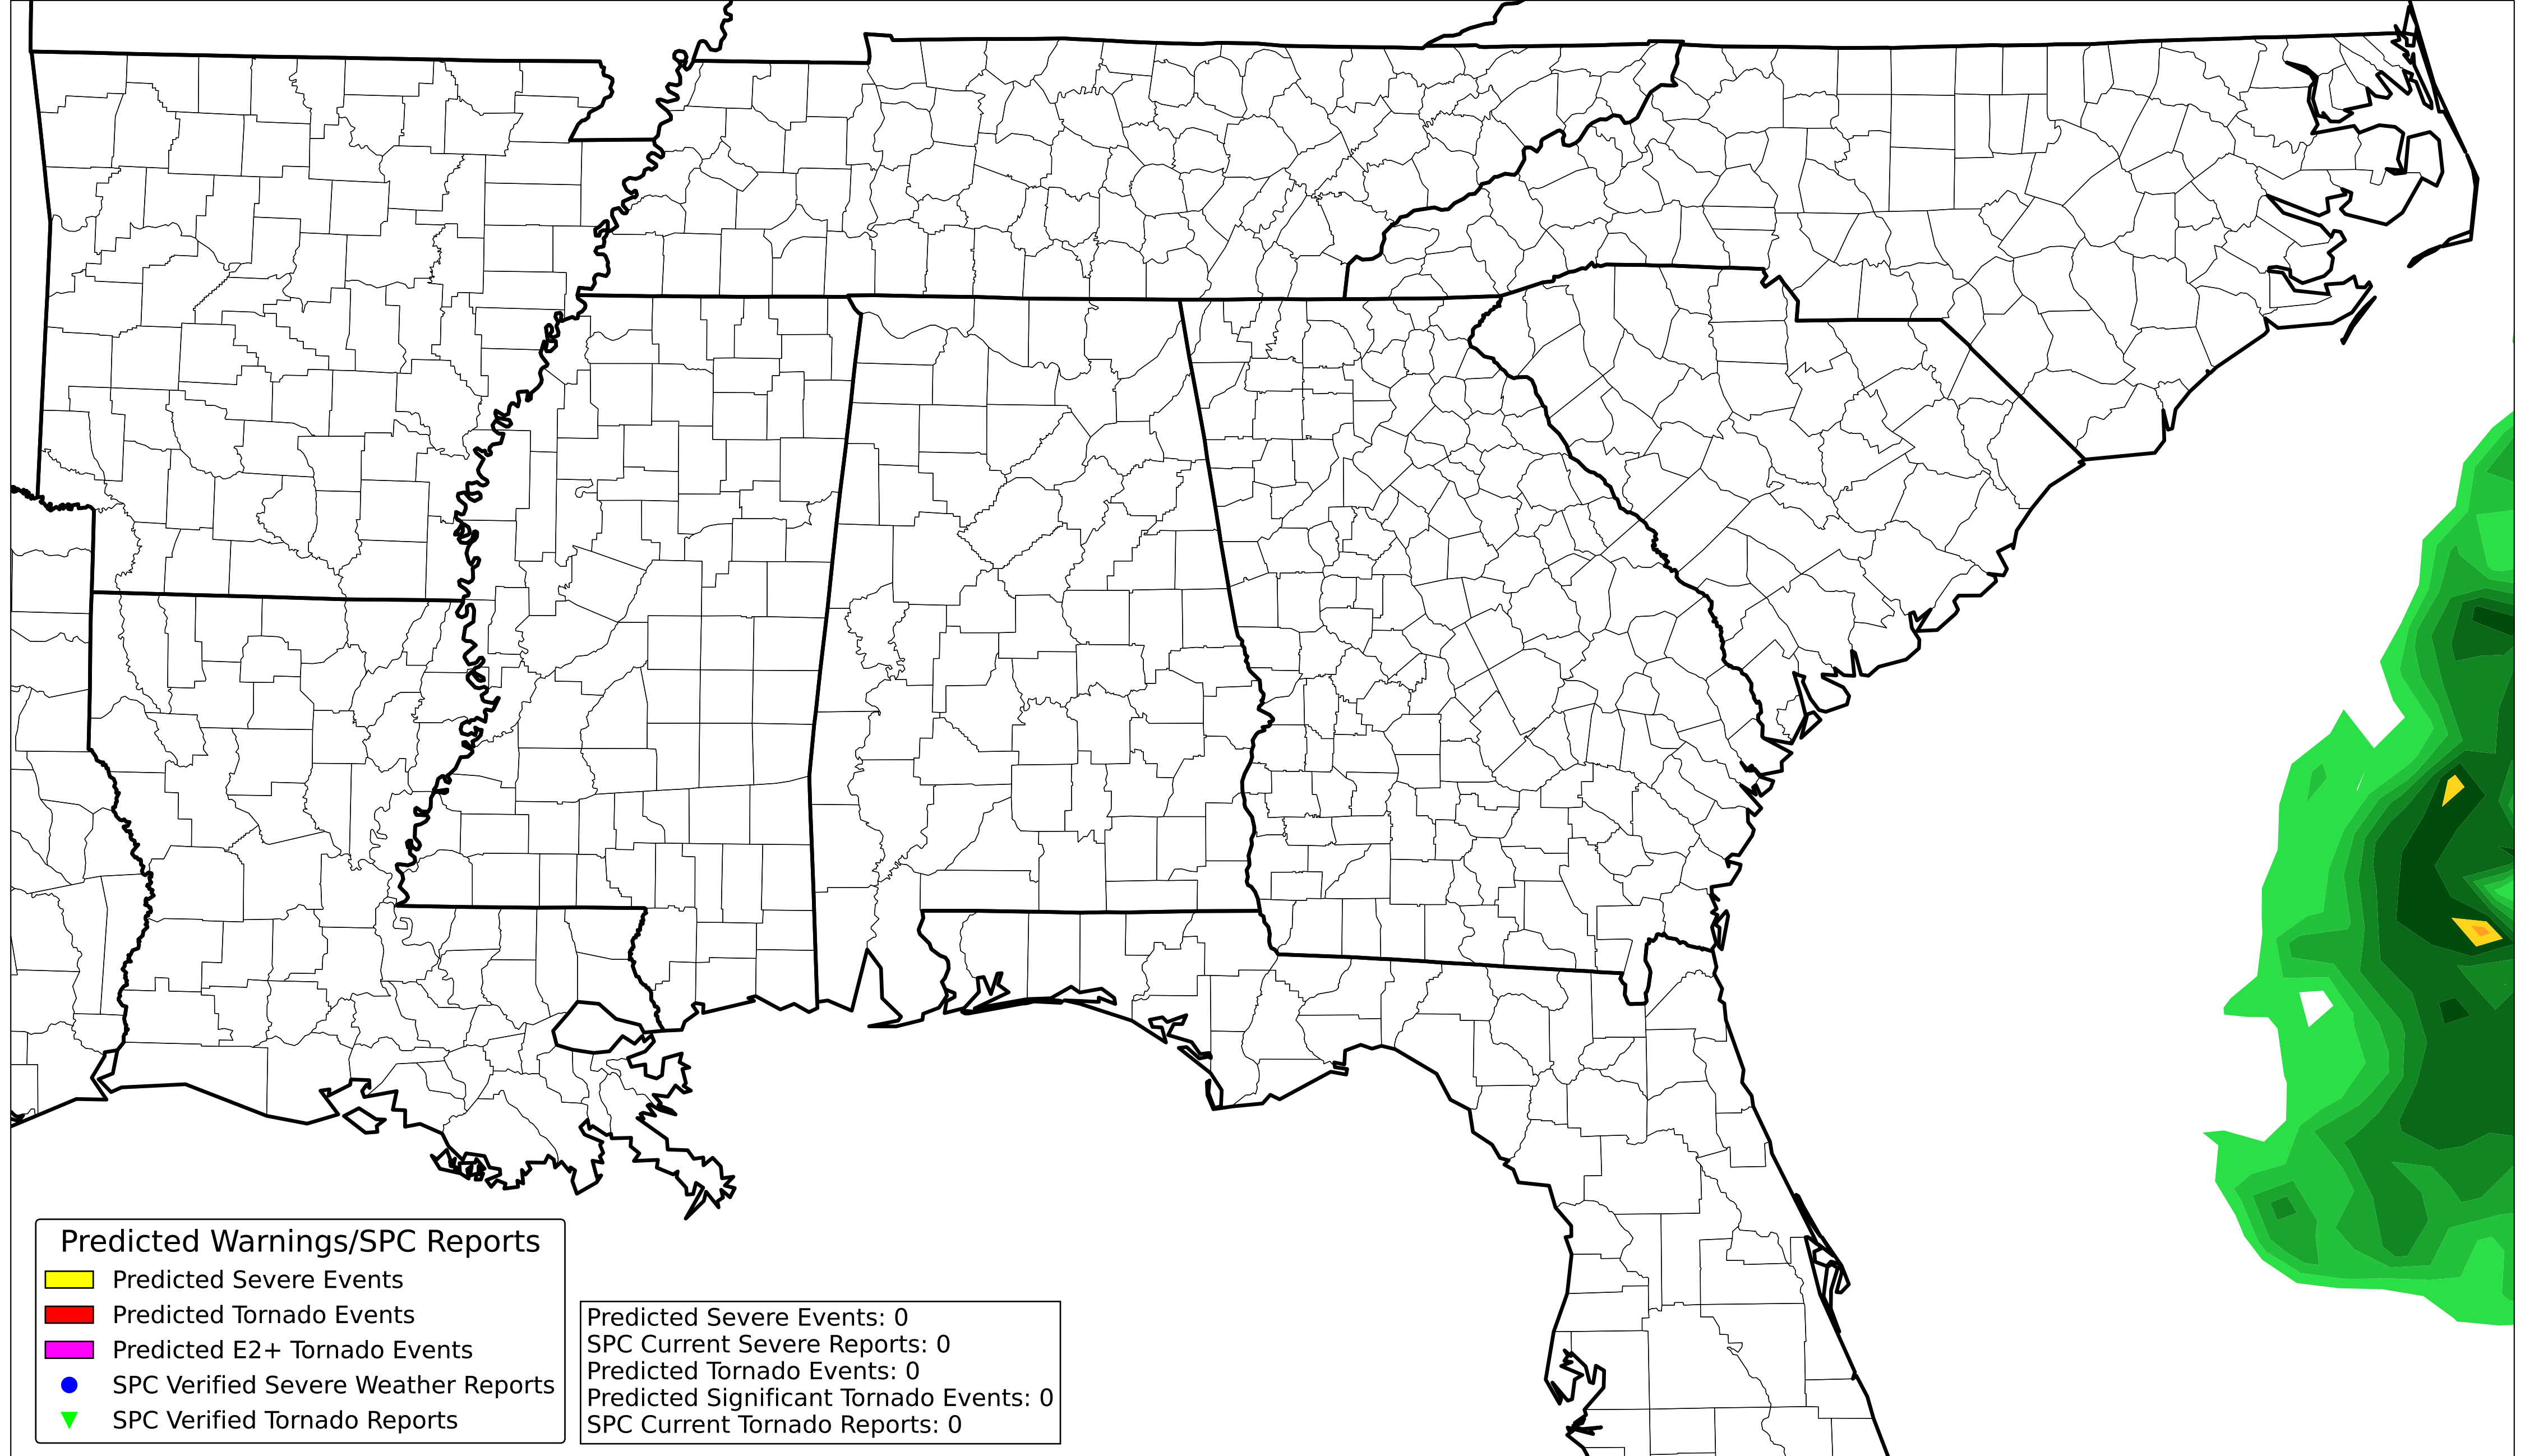 Predicted Warnings/SPC Reports
Predicted Severe Events
Predicted Tornado Events
Predicted E2+ Tornado Events
SPC Verified Severe Weather Reports
SPC Verified Tornado Reports
Predicted Severe Events: 0
SPC Current Severe Reports: 0
Predicted Tornado Events: 0
Predicted Significant Tornado Events: 0
SPC Current Tornado Reports: 0